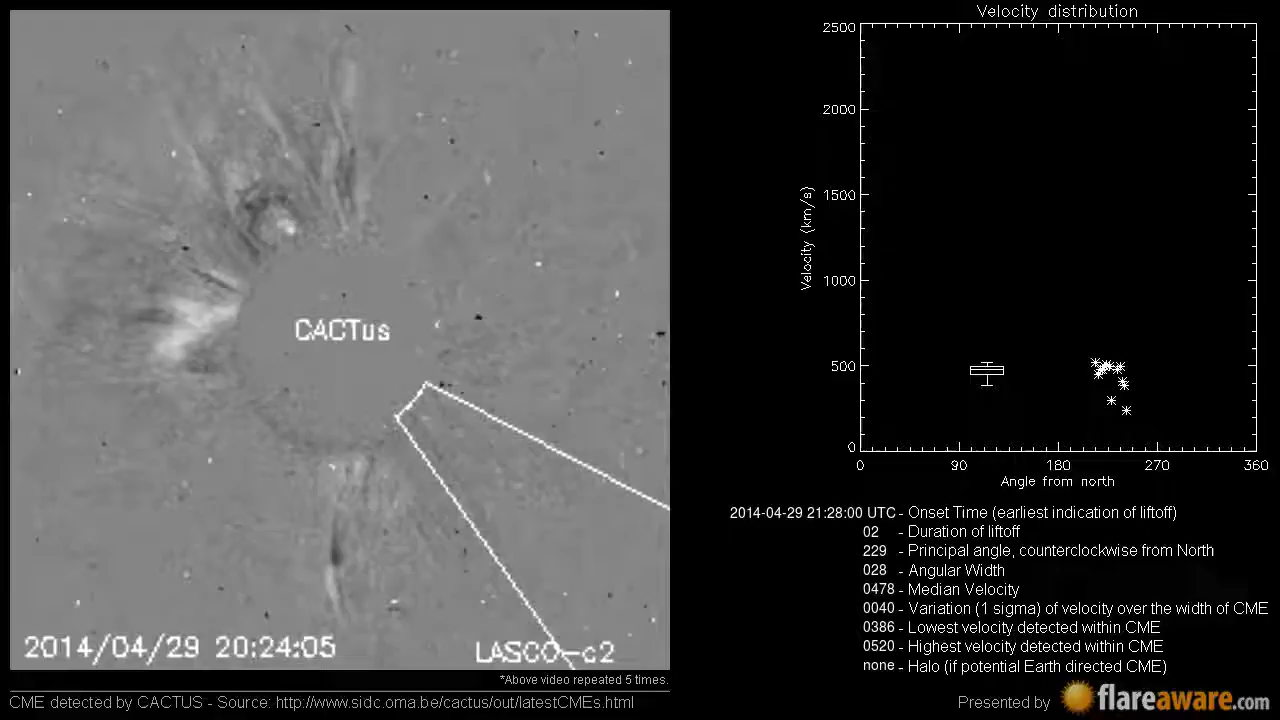 CACTus
2014/04/29 20:24:05
LASCO-c2
*Above video repeated 5 times.
CME detected by CACTUS - Source: http://www.sidc.oma.be/cactus/out/latestCMEs.html
Velocity distribution
2500
2000
1500
1000
500
0
Velocity (km/s)
0 90 180 270 360
Angle from north
2014-04-29 21:28:00 UTC - Onset Time (earliest indication of liftoff)
02 - Duration of liftoff
229 - Principal angle, counterclockwise from North
028 - Angular Width
0478 - Median Velocity
0040 - Variation (1 sigma) of velocity over the width of CME
0386 - Lowest velocity detected within CME
0520 - Highest velocity detected within CME
none - Halo (if potential Earth directed CME)
Presented by flareaware.com